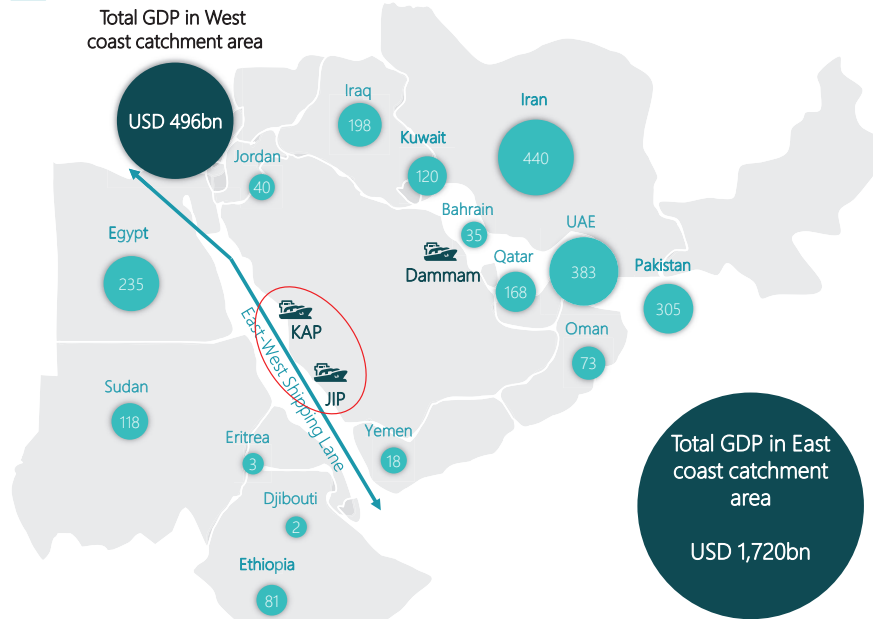 Total GDP in West
coast catchment area
USD 496bn
Iraq
198
Iran
440
Kuwait
120
Jordan
40
Bahrain
35
UAE
383
Egypt
235
Dammam
Qatar
168
Pakistan
305
KAP
Oman
73
JIP
East-West Shipping Lane
Sudan
118
Eritrea
3
Yemen
18
Djibouti
2
Ethiopia
81
Total GDP in East
coast catchment
area
USD 1,720bn